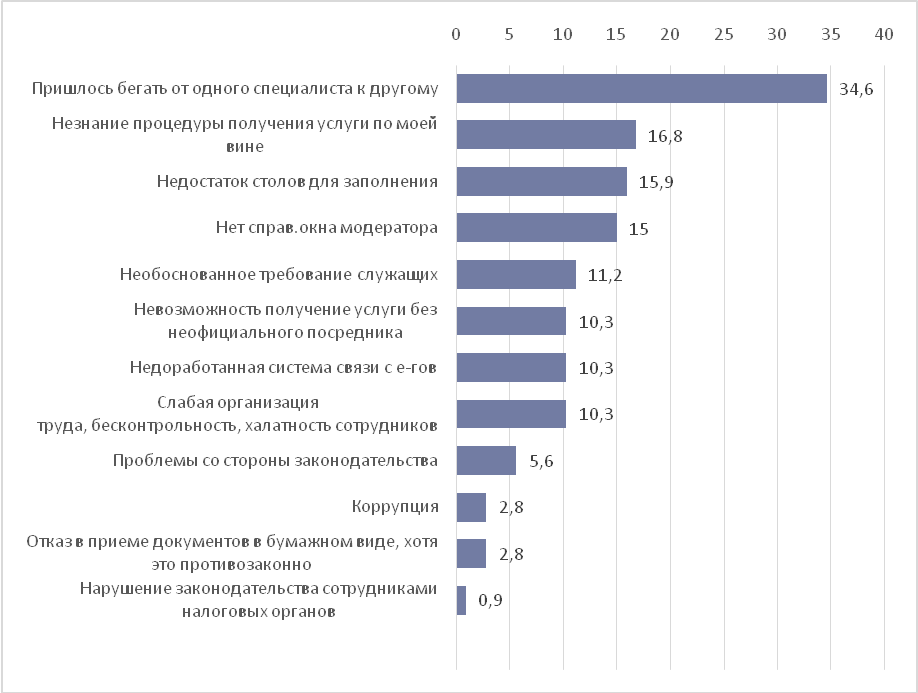 0 5 10 15 20 25 30 35 40
Пришлось бегать от одного специалиста к другому 34,6
Незнание процедуры получения услуги по моей
вине 16,8
Недостаток столов для заполнения 15,9
Нет справ.окна модератора 15
Необоснованное требование служащих 11,2
Невозможность получение услуги без
неофициального посредника 10,3
Недоработанная система связи с е-гов 10,3
Слабая организация
труда, бесконтрольность, халатность сотрудников 10,3
Проблемы со стороны законодательства 5,6
Коррупция 2,8
Отказ в приеме документов в бумажном виде, хотя
это противозаконно 2,8
Нарушение законодательства сотрудниками
налоговых органов 0,9